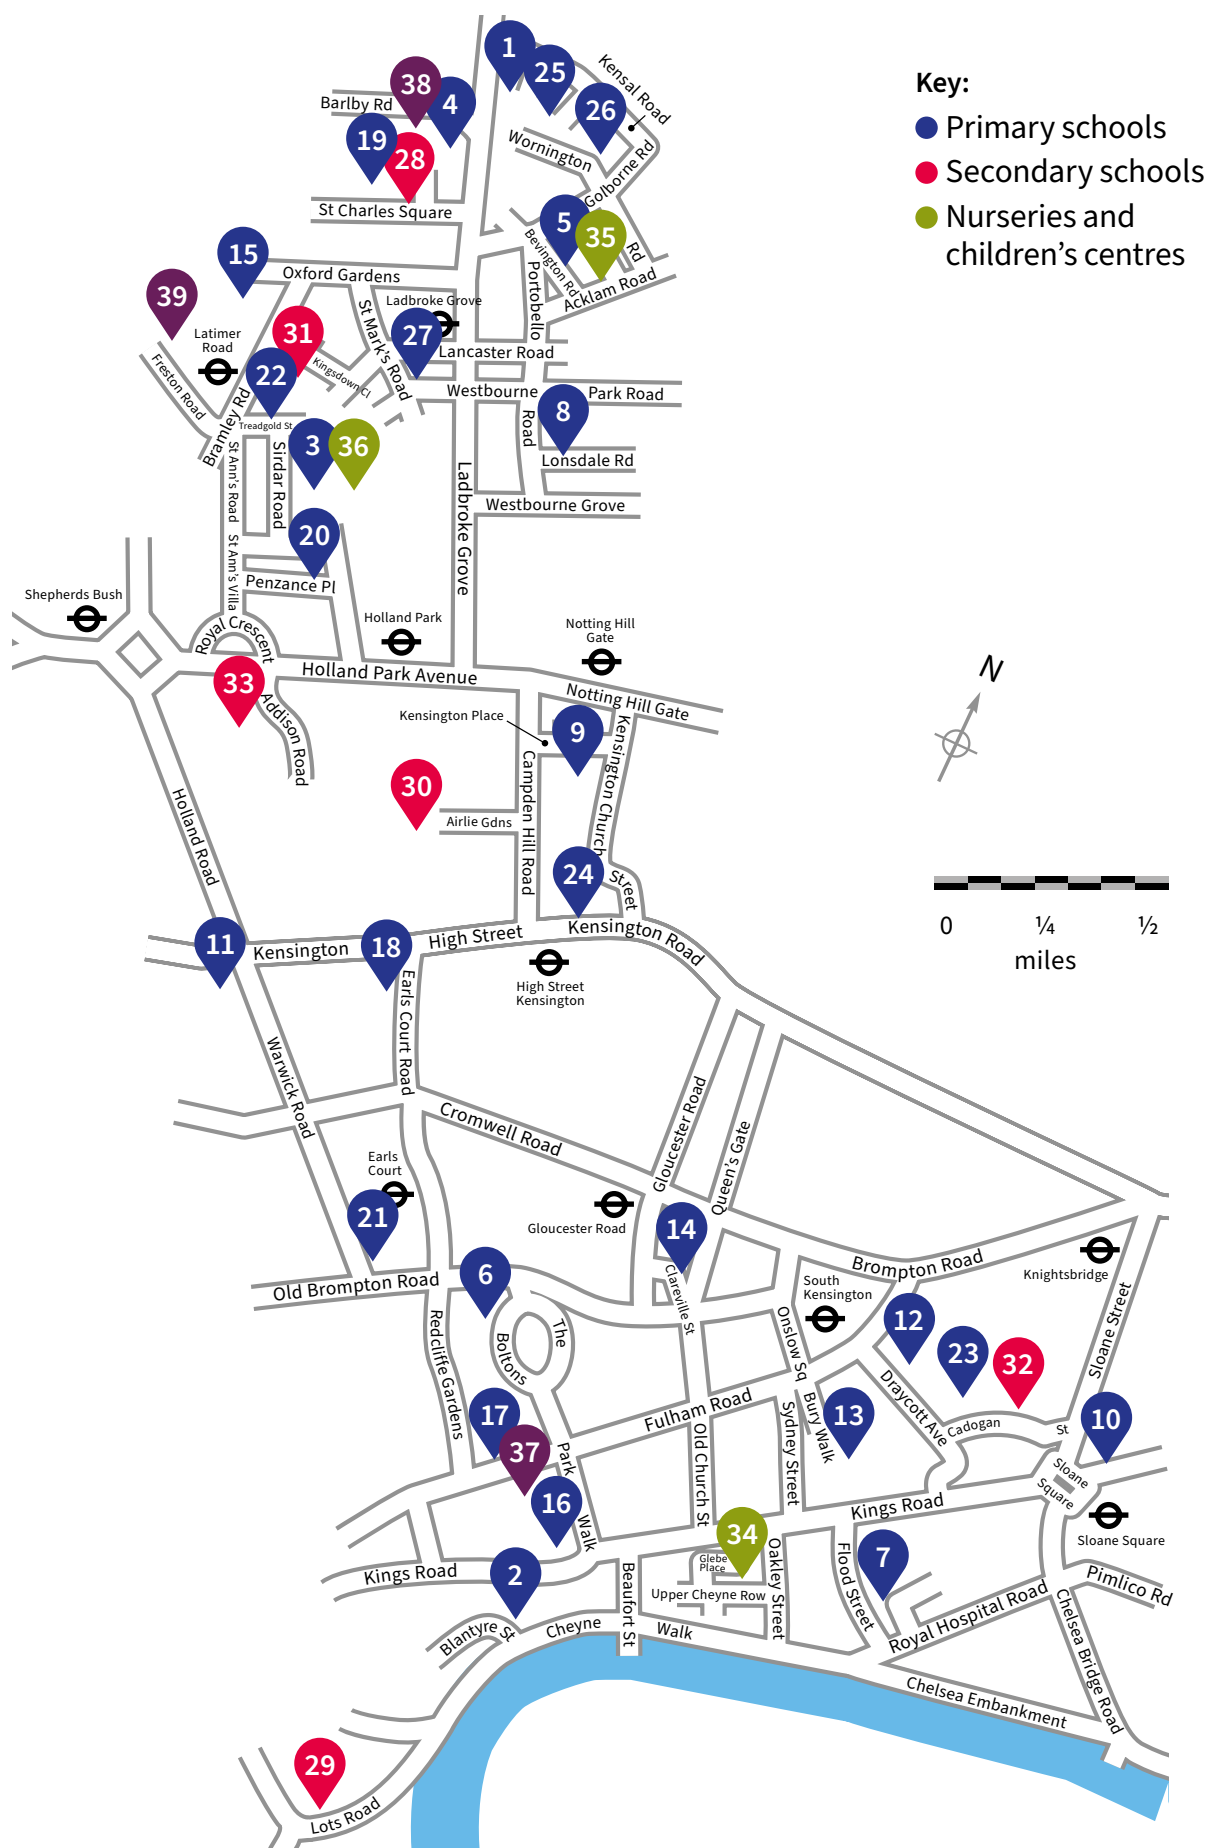 Key:
Primary schools
Secondary schools
Nurseries and
children's centres
1
25
26
38
4
19
28
Barlby Rd
Kensal Road
Wornington
Golborne Rd
St Charles Square
5
35
Rd
Bevington Rd
Portobello
Acklam Road
15
Oxford Gardens
39
Latimer
Road
31
Ladbroke Grove
27
St Mark's Road
Lancaster Road
Kingsdown Cl
Freston Road
22
Bramley Rd
Westbourne
Park Road
8
Road
Treadgold St
3
36
Lonsdale Rd
St Ann's Road
Sirdar Road
Ladbroke Grove
Westbourne Grove
20
St Ann's Villa
Penzance Pl
Shepherds Bush
Royal Crescent
Holland Park
Notting Hill
Gate
Holland Park Avenue
33
Addison Road
Notting Hill Gate
Kensington Place
9
Kensington Church
Street
N
30
Airlie Gdns
Campden Hill Road
Holland Road
24
0
¼
½
miles
11
Kensington
18
High Street
Kensington Road
High Street
Kensington
Earls Court Road
Warwick Road
Cromwell Road
Gloucester Road
Queen's Gate
Earls
Court
21
Gloucester Road
14
Clareville St
Old Brompton Road
6
Brompton Road
Knightsbridge
South
Kensington
12
23
32
Sloane Street
Redcliffe Gardens
The
Boltons
Onslow Sq
Draycott Ave
Cadogan
St
10
17
37
Fulham Road
Bury Walk
13
Sydney Street
Old Church St
Park
Walk
16
Sloane
Square
Kings Road
Sloane Square
34
Glebe
Place
Oakley Street
Flood Street
7
Kings Road
2
Upper Cheyne Row
Beaufort St
Royal Hospital Road
Pimlico Rd
Blantyre St
Cheyne
Walk
Chelsea Embankment
Chelsea Bridge Road
29
Lots Road